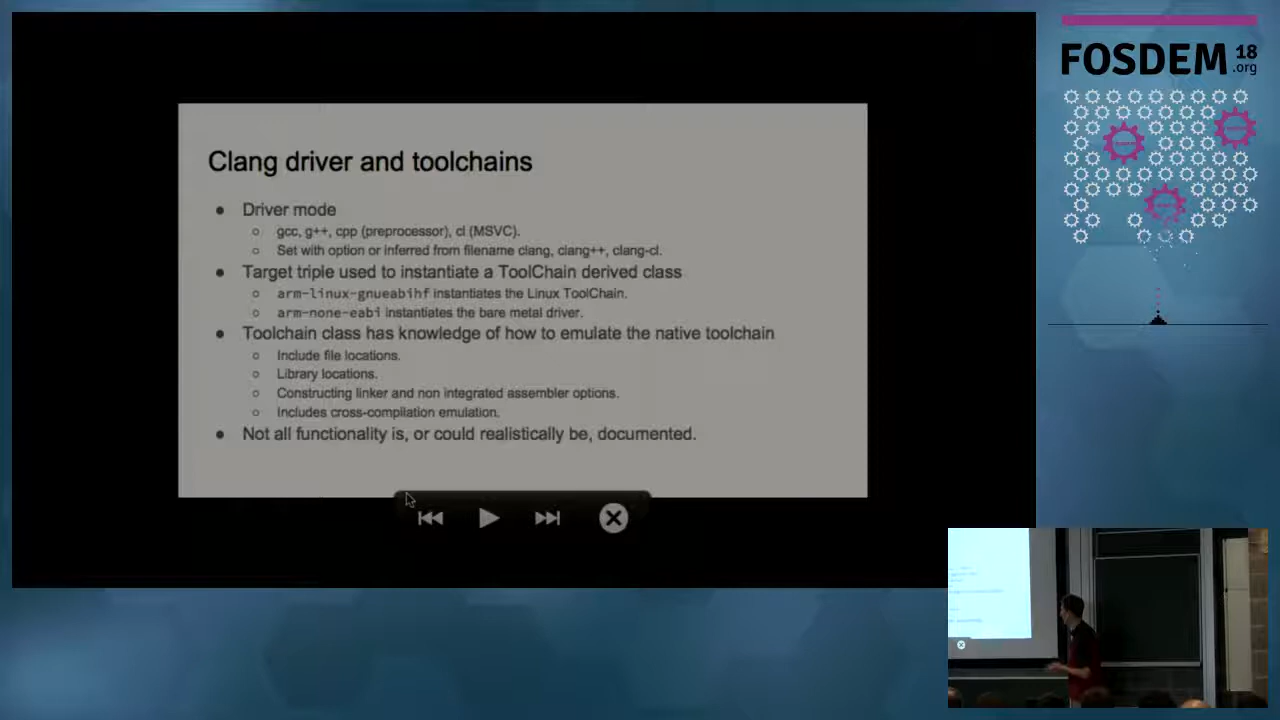 Clang driver and toolchains
● Driver mode
○ gcc, g++, cpp (preprocessor), cl (MSVC).
○ Set with option or inferred from filename clang, clang++, clang-cl.
● Target triple used to instantiate a ToolChain derived class
○ arm-linux-gnueabihf instantiates the Linux ToolChain.
○ arm-none-eabi instantiates the bare metal driver.
● Toolchain class has knowledge of how to emulate the native toolchain
○ Include file locations.
○ Library locations.
○ Constructing linker and non integrated assembler options.
○ Includes cross-compilation emulation.
● Not all functionality is, or could realistically be, documented.
FOSDEM 18
.org